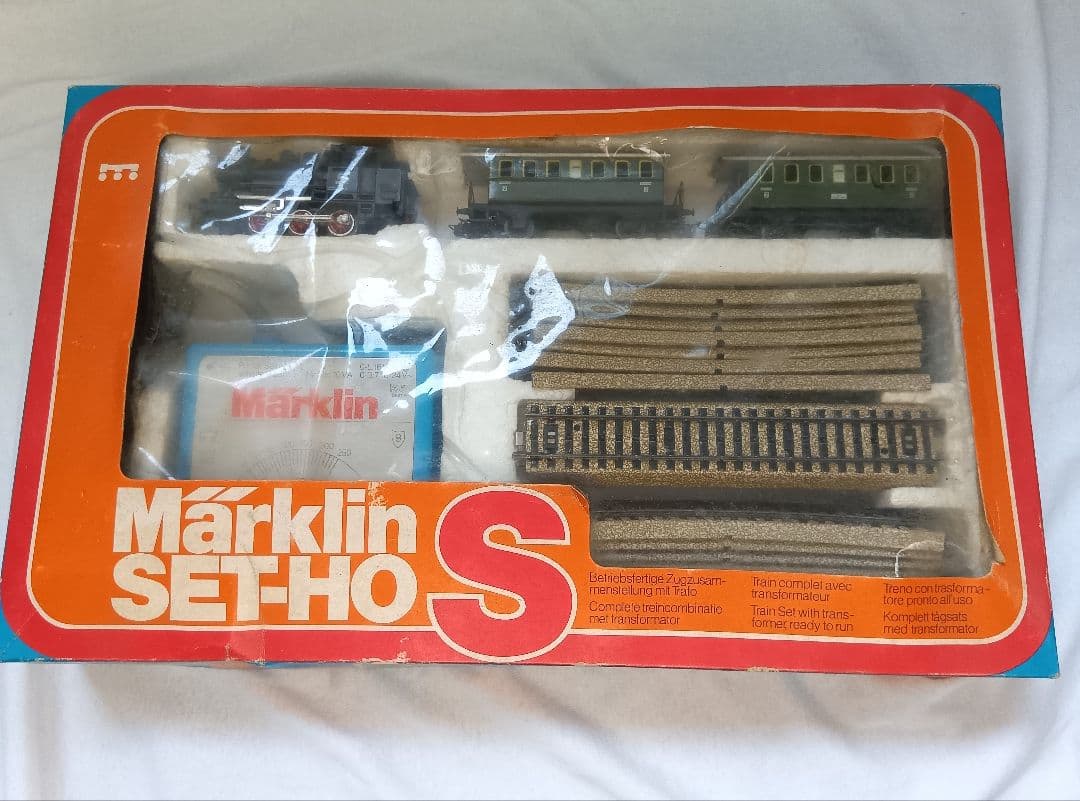 Märklin
8
Märklin
SET-HO
S
Betriebsfertige Zugzusam-
menstellung mit Trafo
Complete treincombinatie
met transformator
Train complet avec
transformateur
Train Set with trans-
former, ready to run
Treno con trasforma-
tore pronto all'uso
Komplett tågsats
med transformator